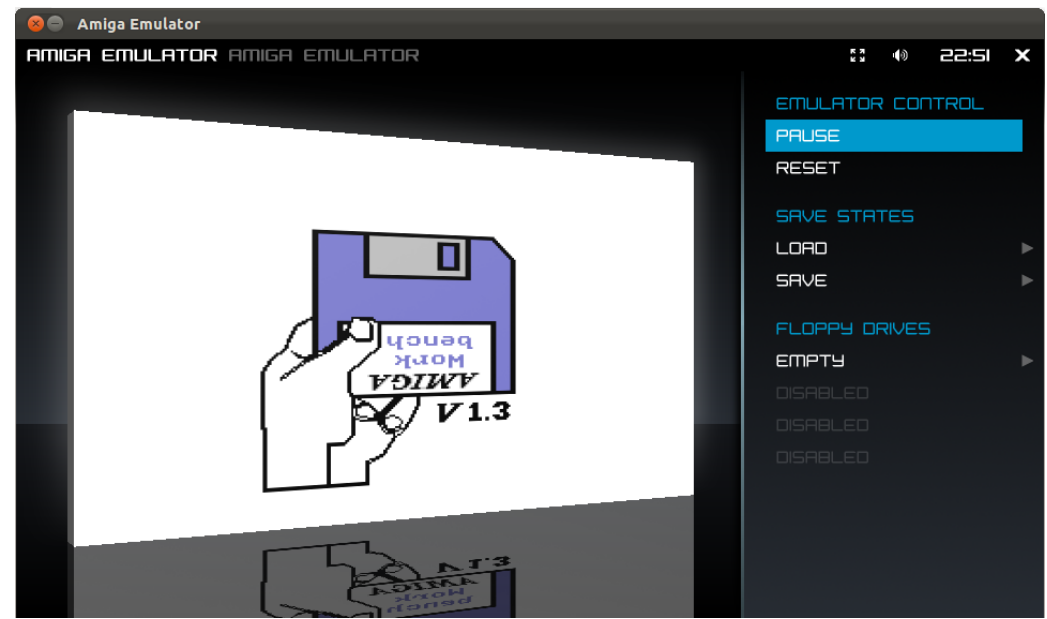 Amiga Emulator
AMIGA EMULATOR AMIGA EMULATOR
22:51
EMULATOR CONTROL
PAUSE
RESET
SAVE STATES
LOAD
SAVE
FLOPPY DRIVES
EMPTY
DISABLED
DISABLED
DISABLED
AMIGA
Work
bench
V 1.3